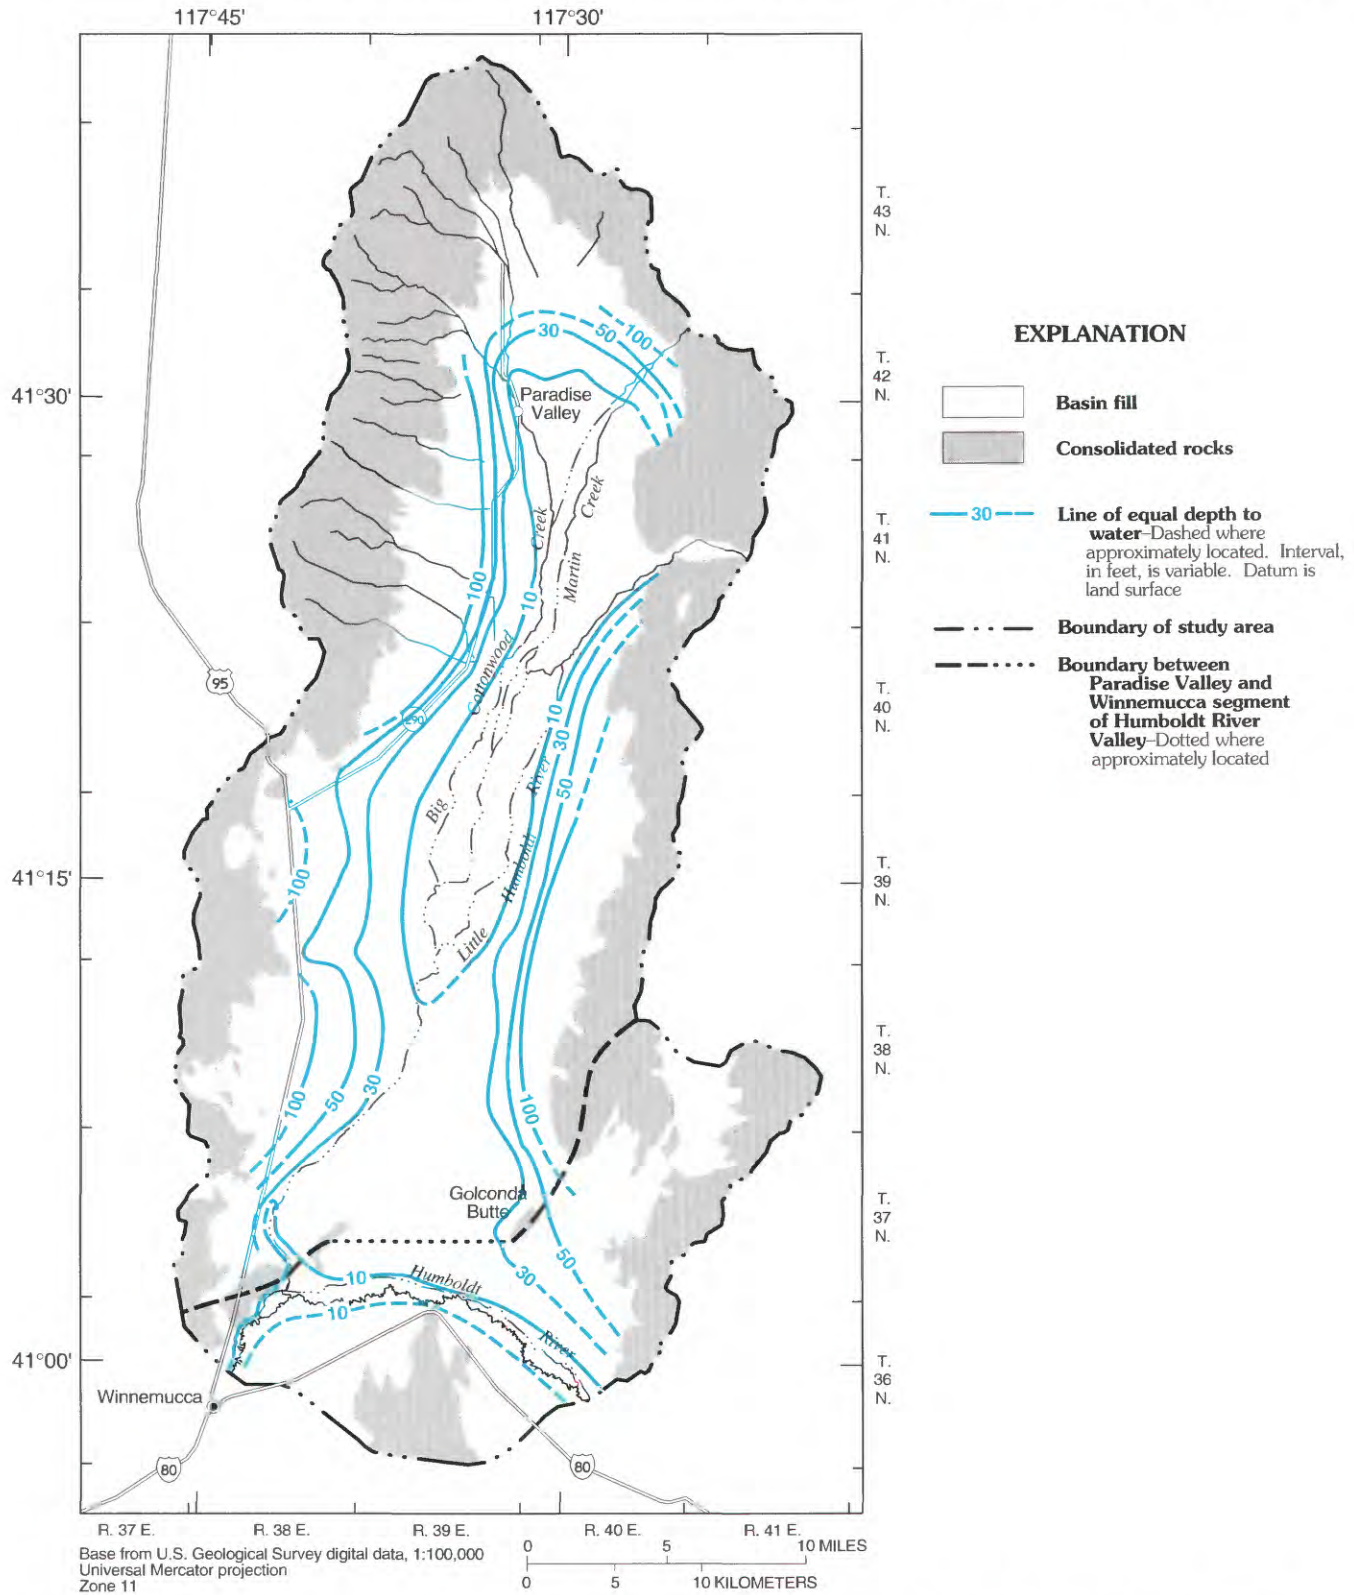 117°45'
117°30'
T.
43
N.
41°30'
T.
42
N.
T.
41
N.
T.
40
N.
41°15'
T.
39
N.
T.
38
N.
T.
37
N.
41°00'
T.
36
N.
30
50
100
Paradise
Valley
Creek
Creek
Martin
100
10
Cottonwood
95
290
10
30
50
River
Big
Humboldt
Little
100
100
50
30
100
Golconda
Butte
50
30
10
Humboldt
10
River
Winnemucca
80
80
R. 37 E.
R. 38 E.
R. 39 E.
R. 40 E.
R. 41 E.
Base from U.S. Geological Survey digital data, 1:100,000
Universal Mercator projection
Zone 11
0 5 10 MILES
0 5 10 KILOMETERS
EXPLANATION
Basin fill
Consolidated rocks
30
Line of equal depth to
water–Dashed where
approximately located. Interval,
in feet, is variable. Datum is
land surface
Boundary of study area
Boundary between
Paradise Valley and
Winnemucca segment
of Humboldt River
Valley–Dotted where
approximately located